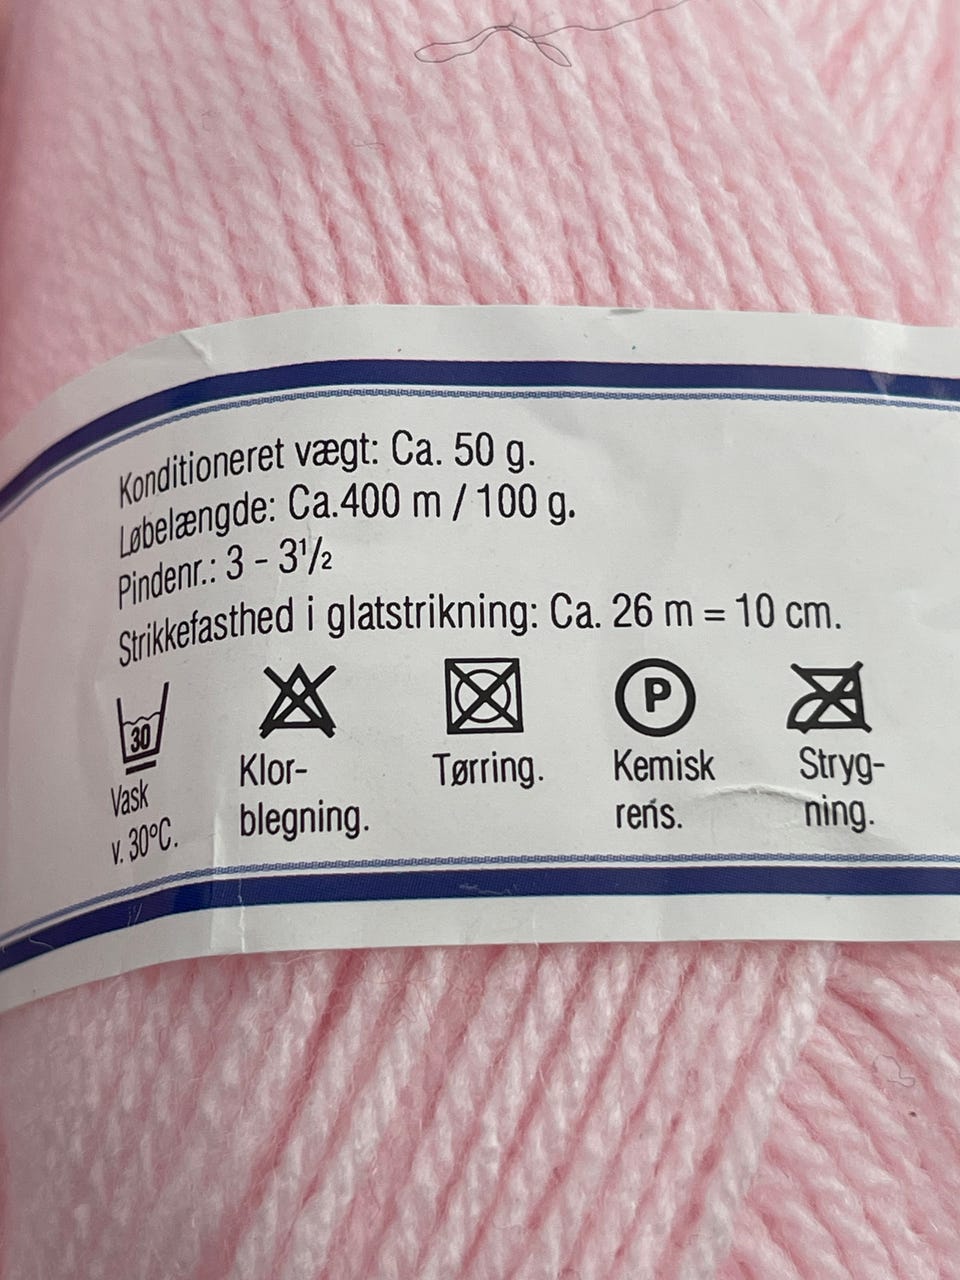 Konditioneret vægt: Ca. 50 g.
Løbelængde: Ca.400 m / 100 g.
Pindenr.: 3 - 3½
Strikkefasthed i glatstrikning: Ca. 26 m = 10 cm.
30
P
Vask
v. 30°C.
Klor-
blegning.
Tørring.
Kemisk
rens.
Stryg-
ning.